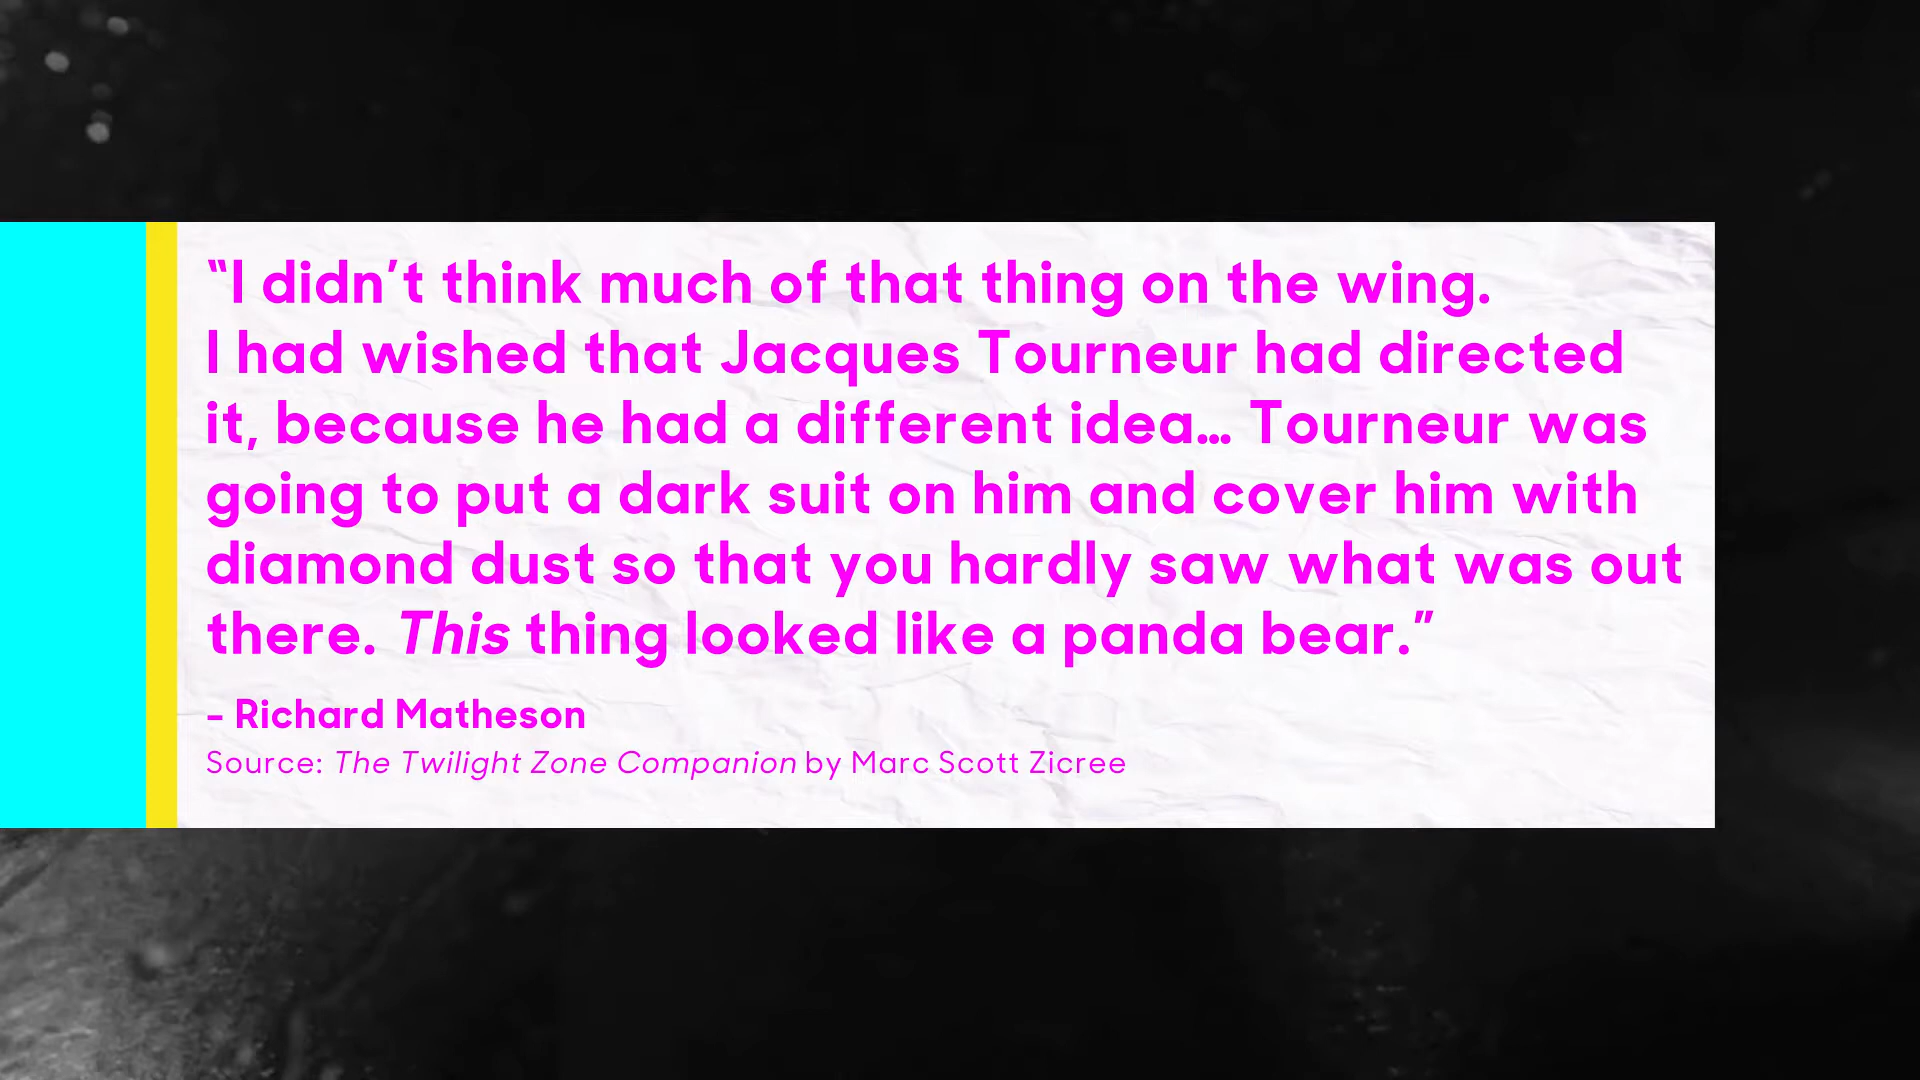 “I didn’t think much of that thing on the wing.
I had wished that Jacques Tourneur had directed
it, because he had a different idea… Tourneur was
going to put a dark suit on him and cover him with
diamond dust so that you hardly saw what was out
there. This thing looked like a panda bear.”
– Richard Matheson
Source: The Twilight Zone Companion by Marc Scott Zicree